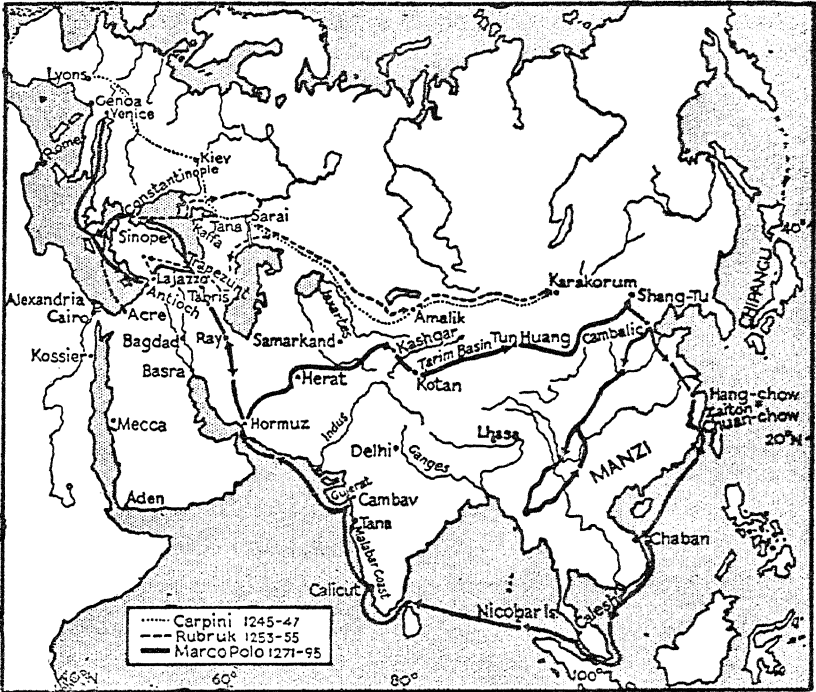 Lyons
Genoa
Venice
Rome
Kiev
Constantinople
Tana
Sarai
Kaffa
Sinope
40°
Trapezunt
Lajazzo
Antioch
Tabris
Karakorum
Shang-Tu
CHIPANGU
Alexandria
Cairo
Acre
Amalik
Bagdad
Ray
Samarkand
Kashgar
Tarim Basin
Tun Huang
Cambalic
Kossier
Basra
Herat
Kotan
Hang-chow
Zaiton =
Chuan-chow
Mecca
Hormuz
Indus
Lhasa
20°N
Delhi
Ganges
MANZI
Gujerat
Aden
Cambav
Tana
Malabar Coast
Chaban
Calicut
Nicobar Is.
Carpini 1245-47
Rubruk 1253-55
Marco Polo 1271-95
60°
80°
100°